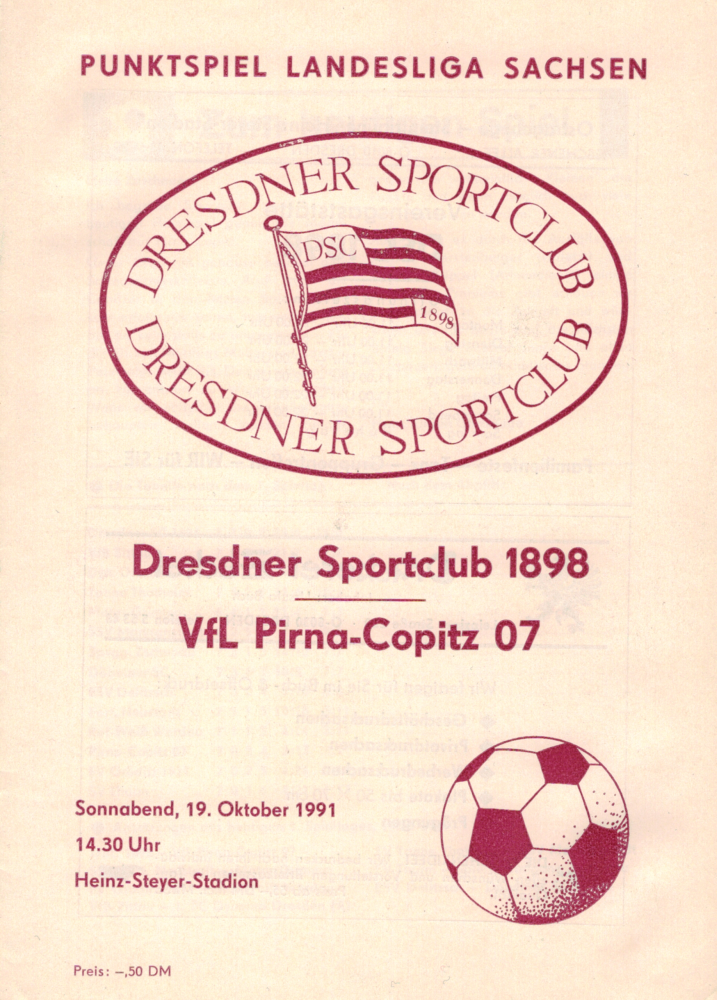 PUNKTSPIEL LANDESLIGA SACHSEN
DRESDNER SPORTCLUB
DSC
1898
DRESDNER SPORTCLUB
Dresdner Sportclub 1898
VfL Pirna-Copitz 07
Sonnabend, 19. Oktober 1991
14.30 Uhr
Heinz-Steyer-Stadion
Preis: –,50 DM